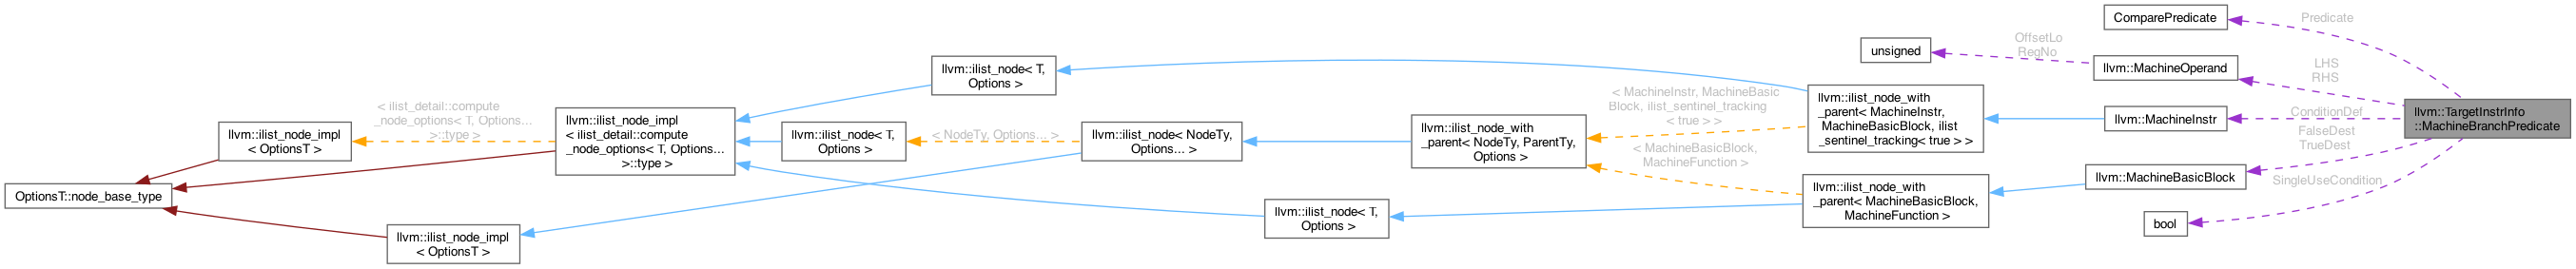 OptionsT::node_base_type
llvm::ilist_node_impl
< OptionsT >
llvm::ilist_node_impl
< OptionsT >
< ilist_detail::compute
_node_options< T, Options...
>::type >
llvm::ilist_node_impl
< ilist_detail::compute
_node_options< T, Options...
>::type >
llvm::ilist_node< T,
Options >
llvm::ilist_node< T,
Options >
< NodeTy, Options... >
llvm::ilist_node< NodeTy,
Options... >
llvm::ilist_node< T,
Options >
llvm::ilist_node_with
_parent< NodeTy, ParentTy,
Options >
< MachineInstr, MachineBasic
Block, ilist_sentinel_tracking
< true > >
< MachineBasicBlock,
MachineFunction >
llvm::ilist_node_with
_parent< MachineInstr,
MachineBasicBlock, ilist
_sentinel_tracking< true > >
llvm::ilist_node_with
_parent< MachineBasicBlock,
MachineFunction >
unsigned
OffsetLo
RegNo
ComparePredicate
llvm::MachineOperand
llvm::MachineInstr
llvm::MachineBasicBlock
bool
Predicate
LHS
RHS
ConditionDef
FalseDest
TrueDest
SingleUseCondition
llvm::TargetInstrInfo
::MachineBranchPredicate